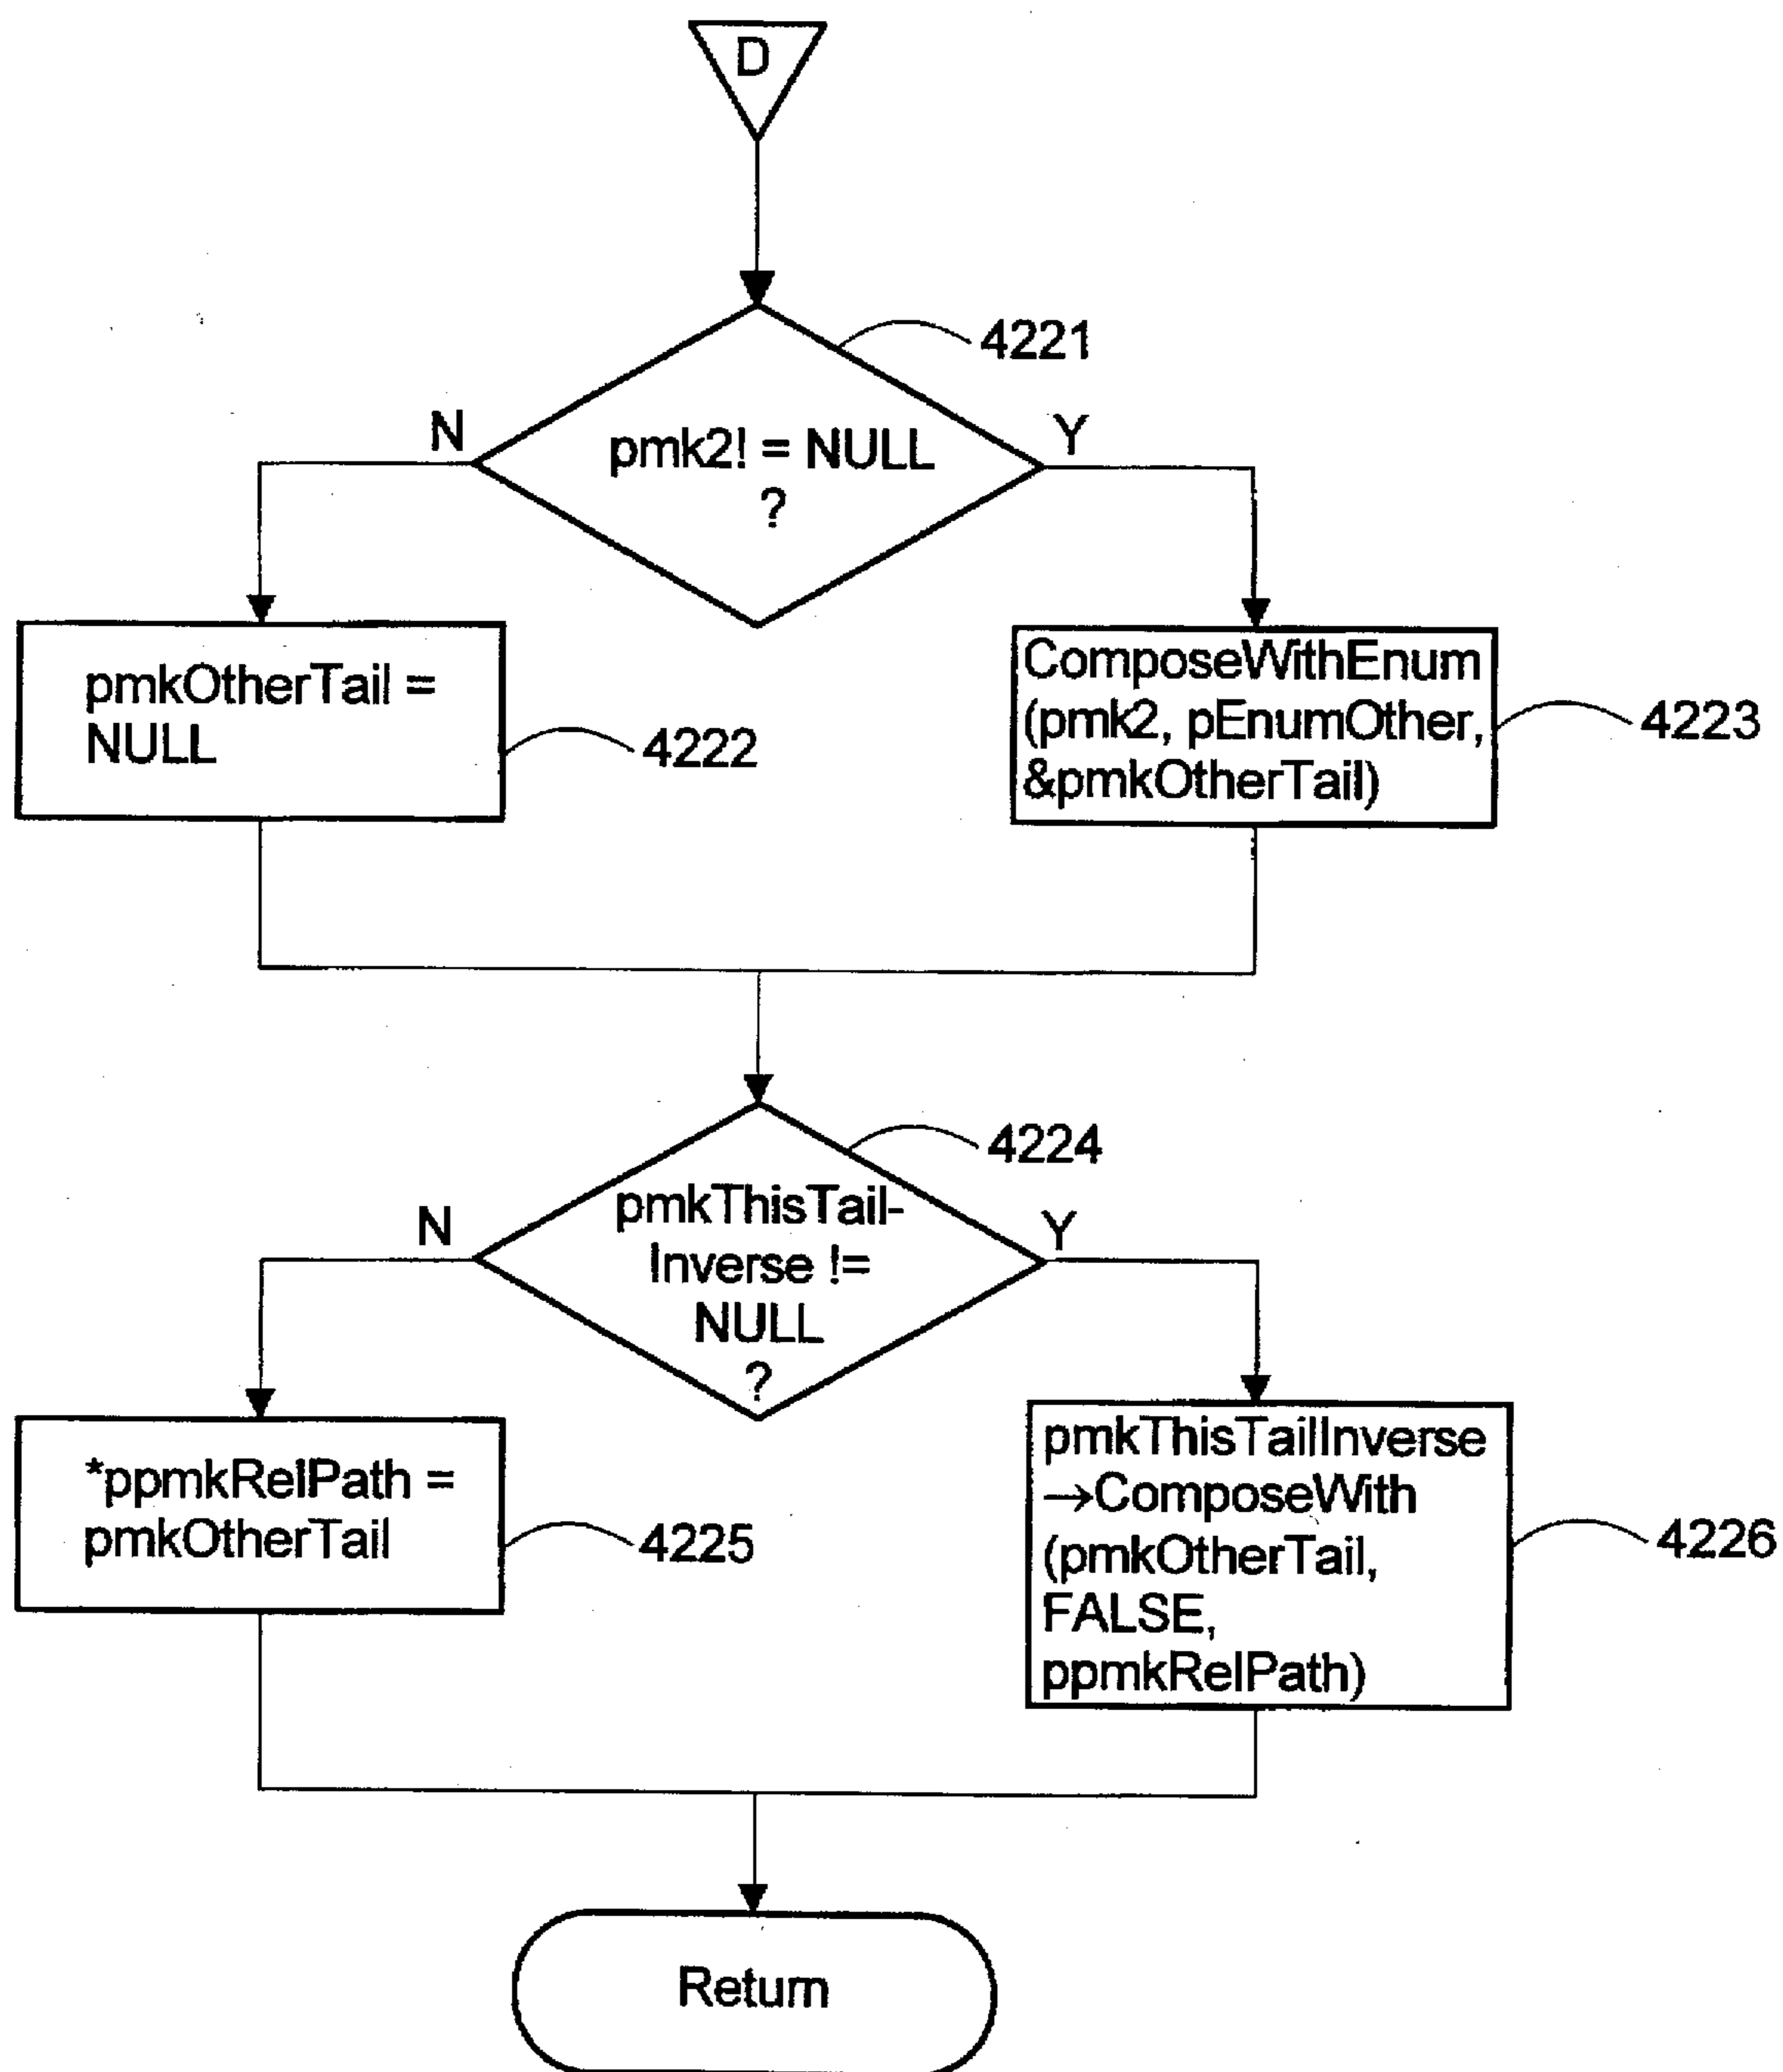 D
4221
N
Y
pmk2! = NULL
?
pmkOtherTail =
NULL
4222
ComposeWithEnum
(pmk2, pEnumOther,
&pmkOtherTail)
4223
4224
N
Y
pmkThisTail-
Inverse !=
NULL
?
*ppmkRelPath =
pmkOtherTail
4225
pmkThisTailInverse
→ComposeWith
(pmkOtherTail,
FALSE,
ppmkRelPath)
4226
Return